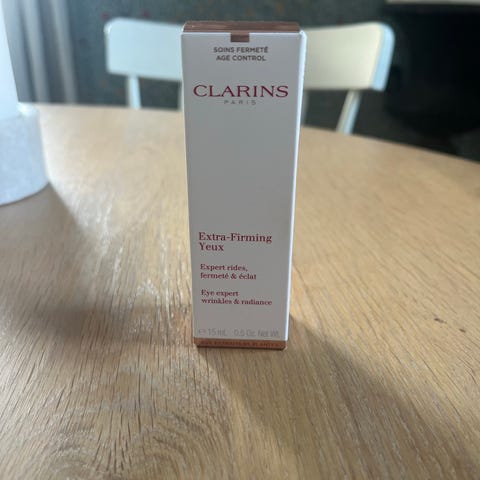 SOINS FERMETÉ
AGE CONTROL
CLARINS
PARIS
Extra-Firming
Yeux
Expert rides,
fermeté & éclat
Eye expert
wrinkles & radiance
℮ 15 mL 0.5 Oz. Net Wt.